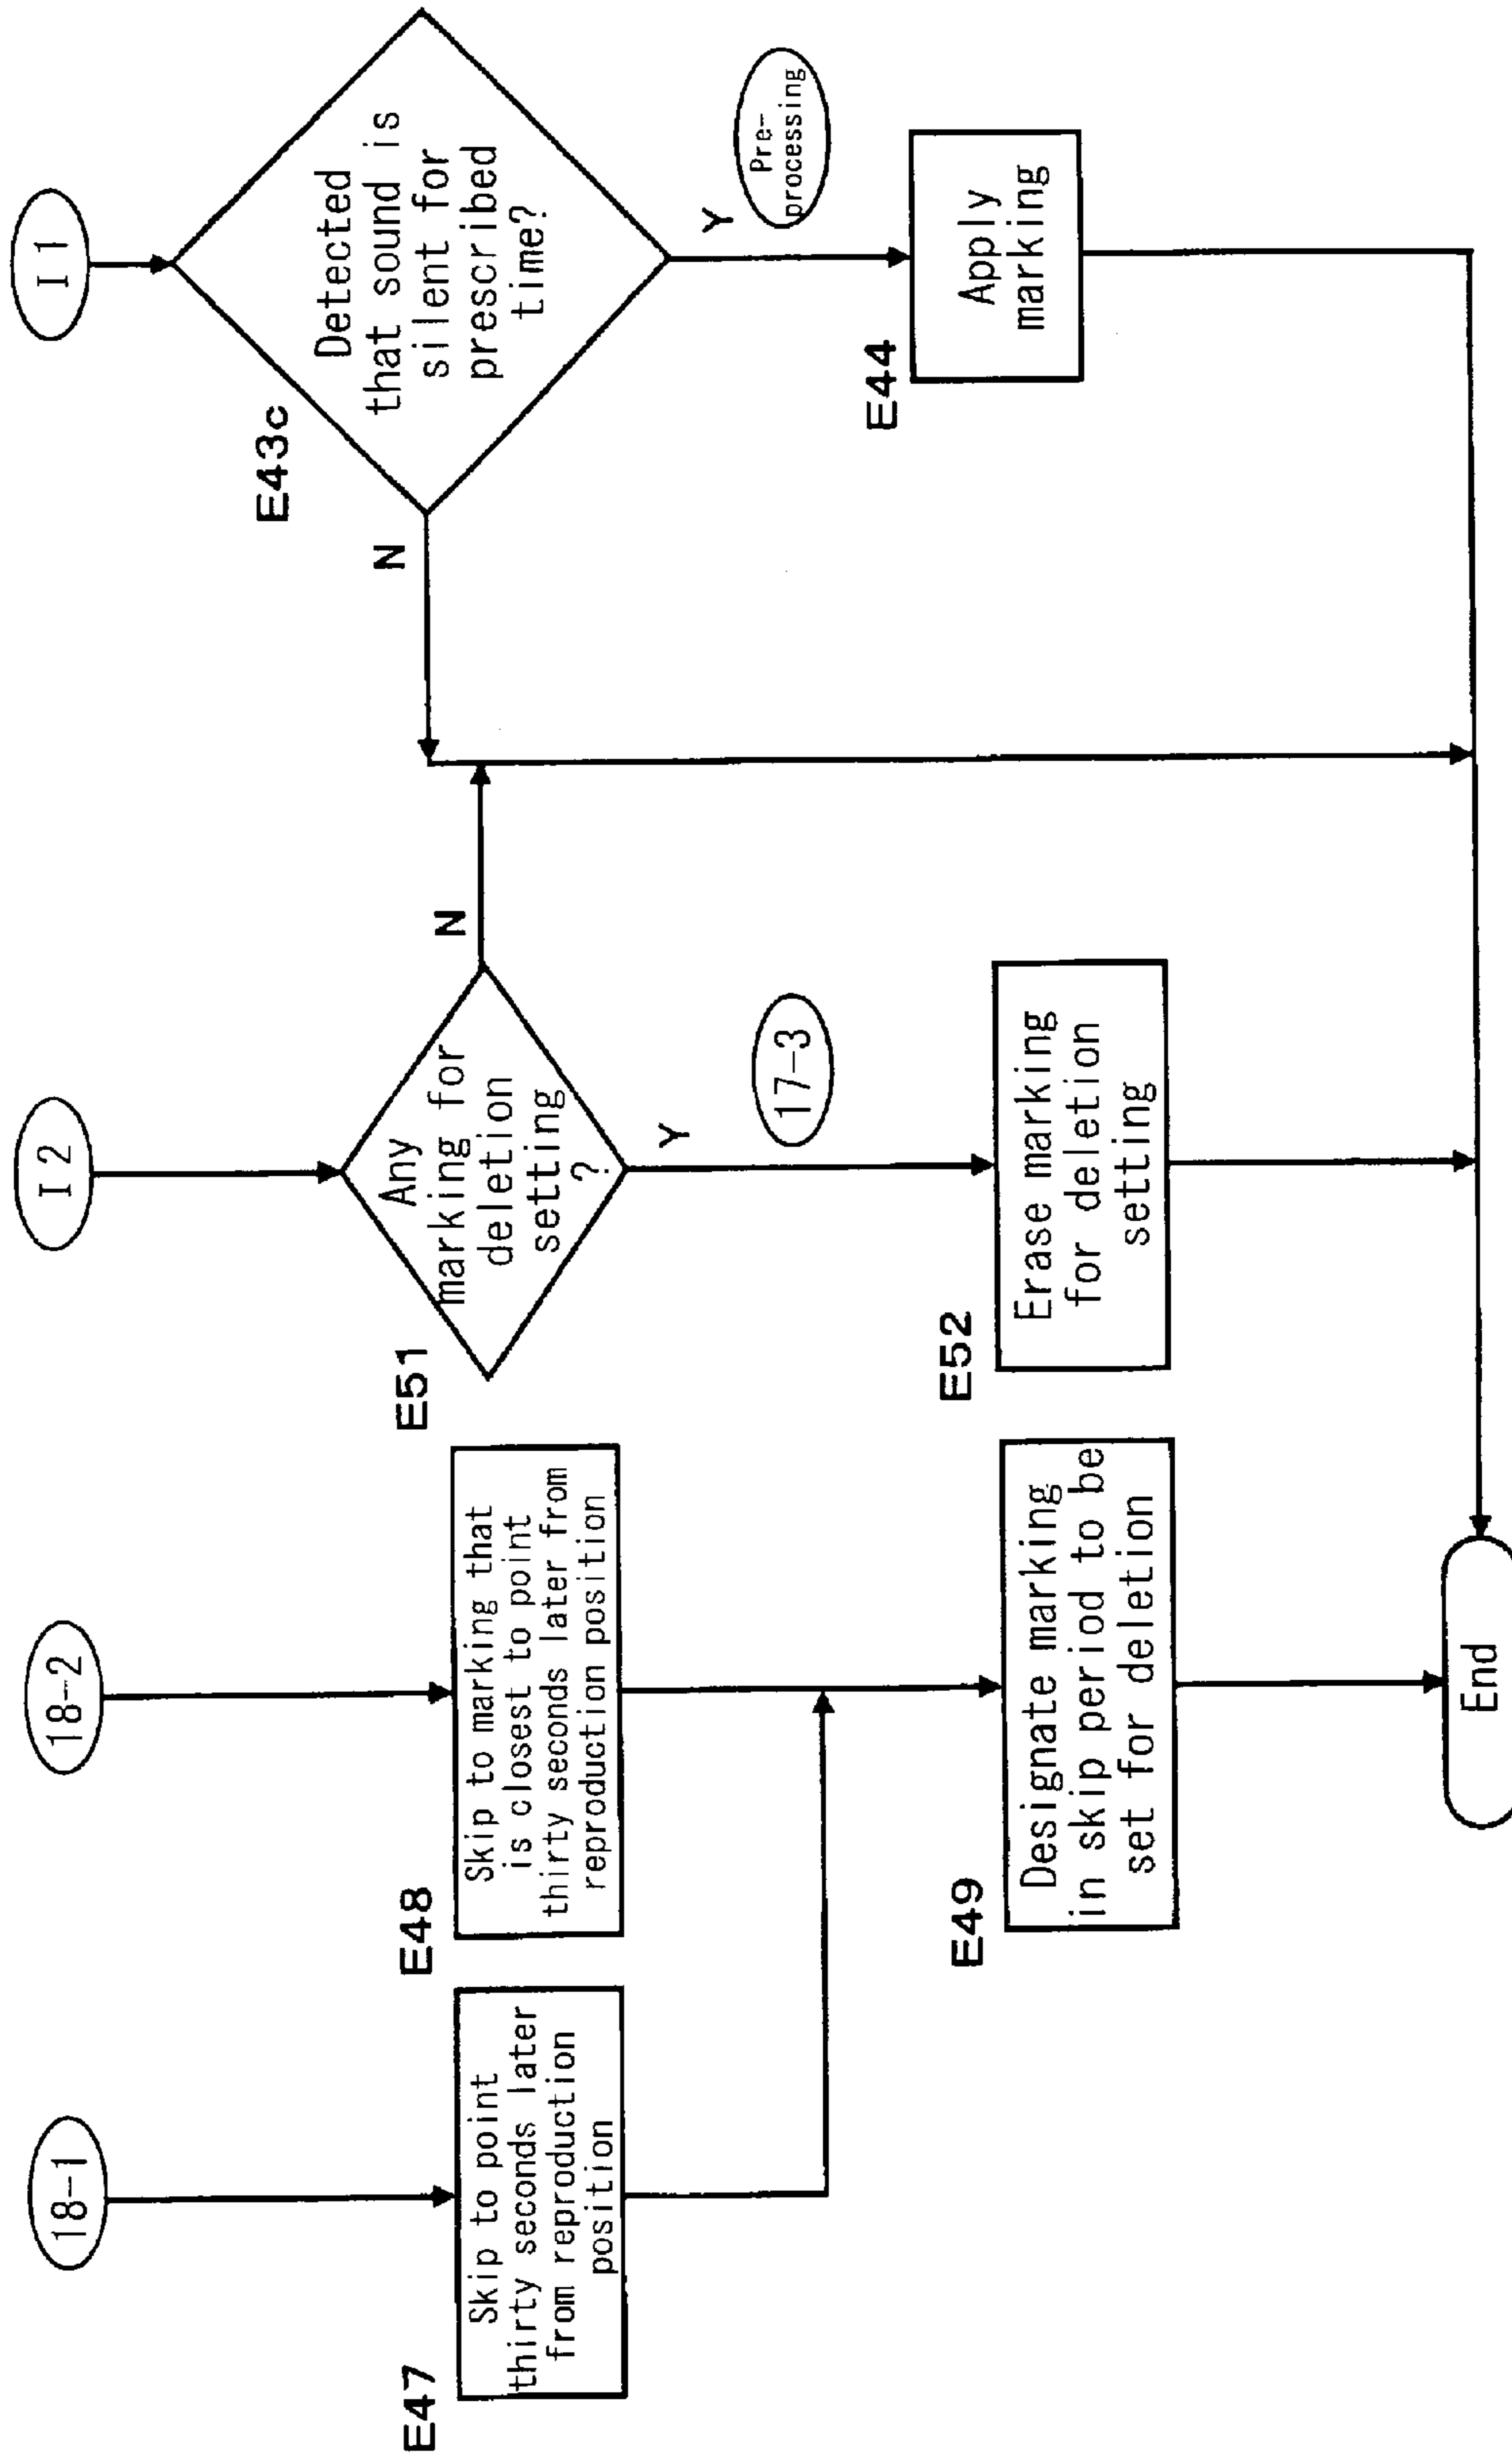 18-1
18-2
I 2
I 1
E47
Skip to point
thirty seconds later
from reproduction
position
E48
Skip to marking that
is closest to point
thirty seconds later from
reproduction position
E51
Any
marking for
deletion
setting
?
N
Y
17-3
E43c
Detected
that sound is
silent for
prescribed
time?
N
Y
Pre-
processing
E49
Designate marking
in skip period to be
set for deletion
E52
Erase marking
for deletion
setting
E44
Apply
marking
End